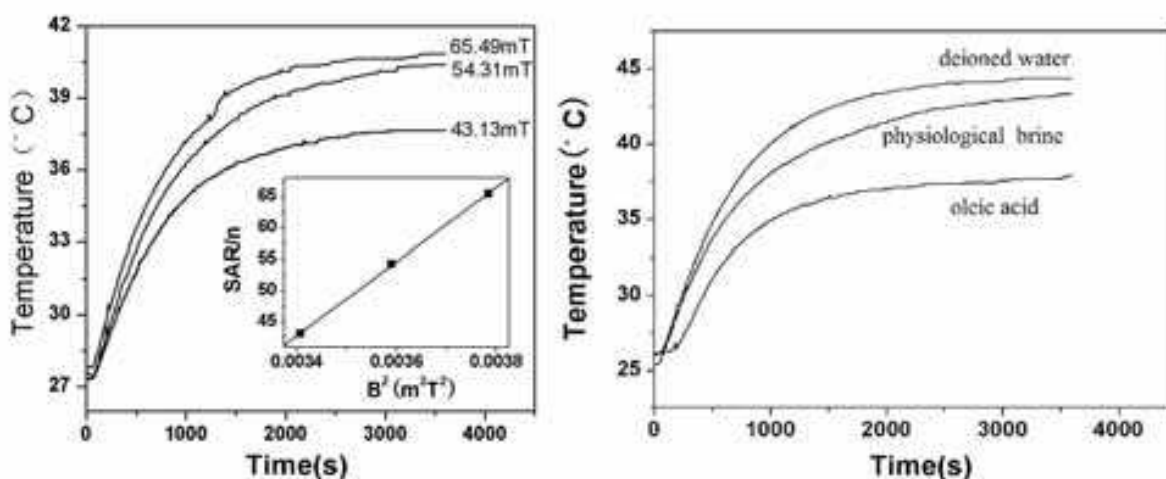 42
39
36
33
30
27
Temperature (°C)
65.49mT
54.31mT
43.13mT
65
60
55
50
45
SAR/n
0.0034
0.0036
0.0038
B² (m²T²)
0
1000
2000
3000
4000
Time(s)
45
40
35
30
25
Temperature (°C)
deioned water
physiological brine
oleic acid
0
1000
2000
3000
4000
Time(s)